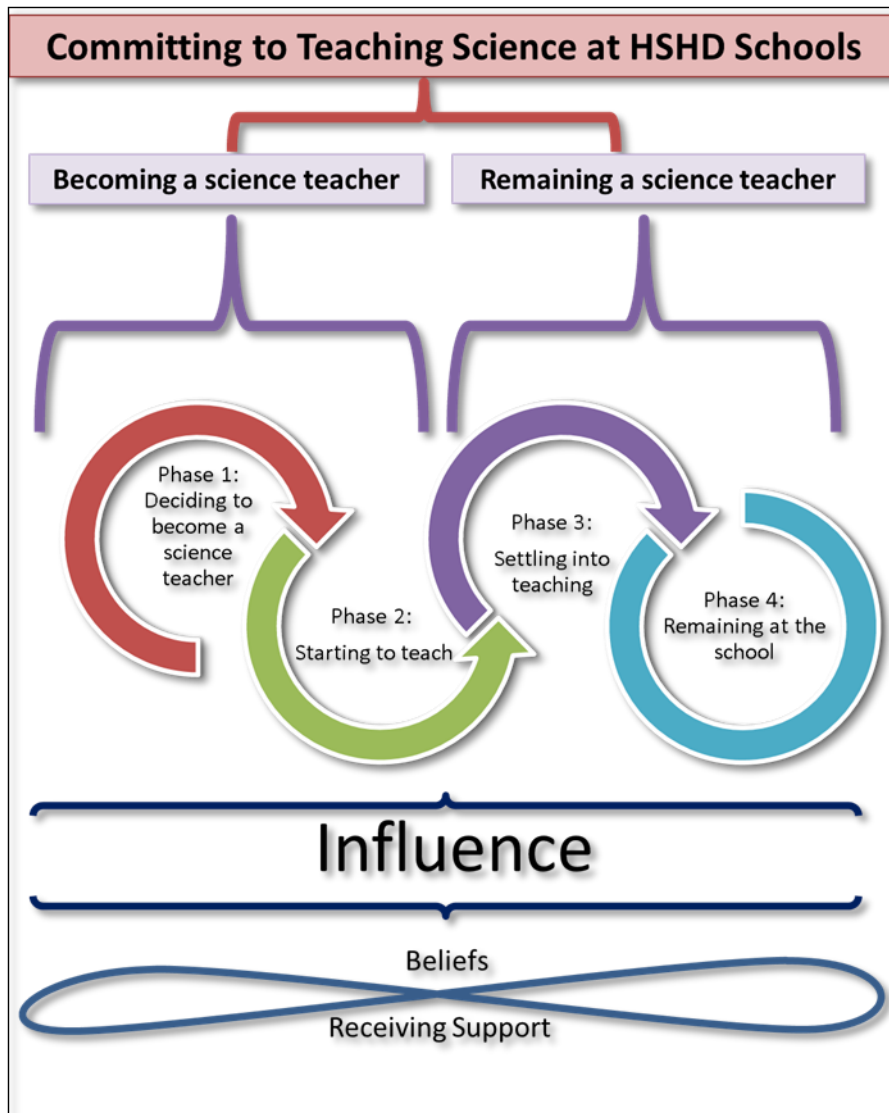 Committing to Teaching Science at HSHD Schools
Becoming a science teacher
Remaining a science teacher
Phase 1:
Deciding to
become a
science
teacher
Phase 2:
Starting to teach
Phase 3:
Settling into
teaching
Phase 4:
Remaining at the
school
Influence
Beliefs
Receiving Support